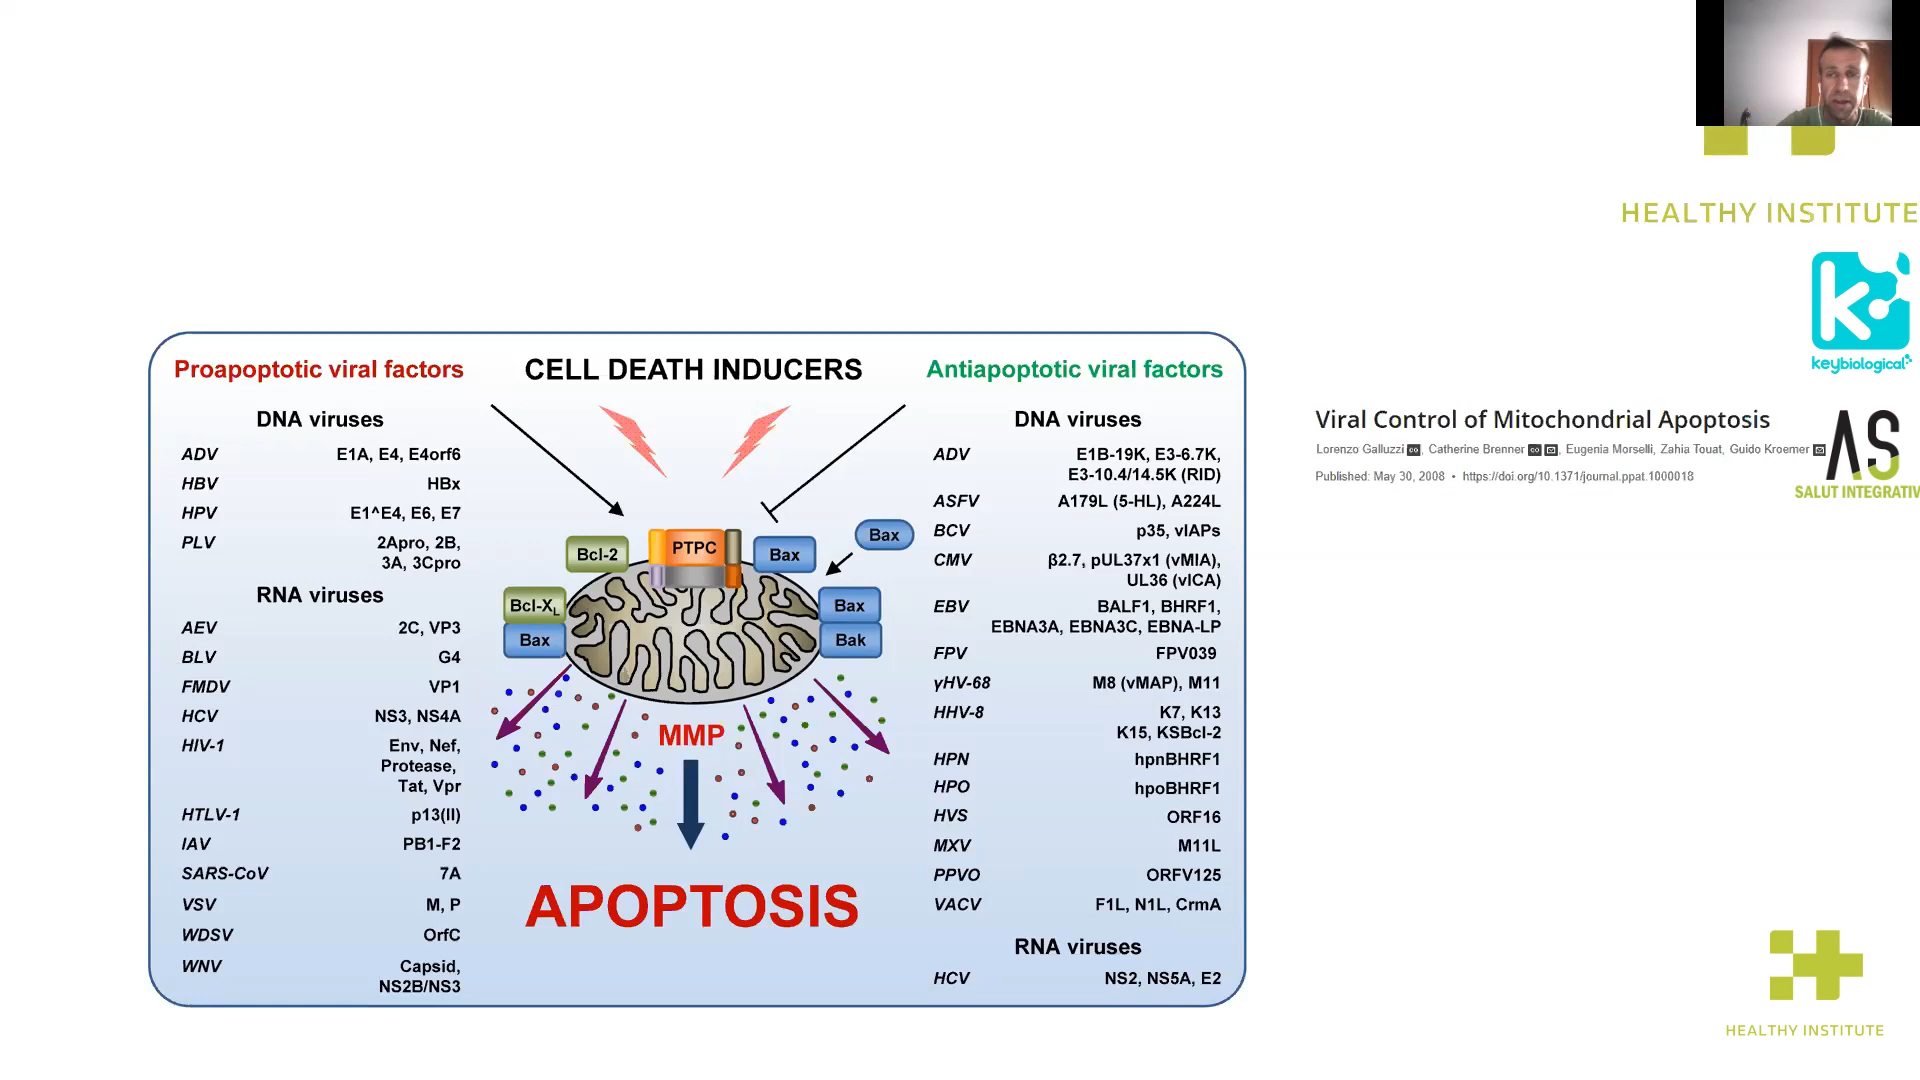 HEALTHY INSTITUTE
keybiological
Proapoptotic viral factors
DNA viruses
ADV E1A, E4, E4orf6
HBV HBx
HPV E1^E4, E6, E7
PLV 2Apro, 2B,
3A, 3Cpro
RNA viruses
AEV 2C, VP3
BLV G4
FMDV VP1
HCV NS3, NS4A
HIV-1 Env, Nef,
Protease,
Tat, Vpr
HTLV-1 p13(II)
IAV PB1-F2
SARS-CoV 7A
VSV M, P
WDSV OrfC
WNV Capsid,
NS2B/NS3
CELL DEATH INDUCERS
Bcl-2
PTPC
Bax
Bax
Bcl-XL
Bax
Bax
Bak
MMP
APOPTOSIS
Antiapoptotic viral factors
DNA viruses
ADV E1B-19K, E3-6.7K,
E3-10.4/14.5K (RID)
ASFV A179L (5-HL), A224L
BCV p35, vIAPs
CMV β2.7, pUL37x1 (vMIA),
UL36 (vICA)
EBV BALF1, BHRF1,
EBNA3A, EBNA3C, EBNA-LP
FPV FPV039
γHV-68 M8 (vMAP), M11
HHV-8 K7, K13
K15, KSBcl-2
HPN hpnBHRF1
HPO hpoBHRF1
HVS ORF16
MXV M11L
PPVO ORFV125
VACV F1L, N1L, CrmA
RNA viruses
HCV NS2, NS5A, E2
Viral Control of Mitochondrial Apoptosis
Lorenzo Galluzzi, Catherine Brenner, Eugenia Morselli, Zahia Touat, Guido Kroemer
Published: May 30, 2008 • https://doi.org/10.1371/journal.ppat.1000018
AS
SALUT INTEGRATIV
HEALTHY INSTITUTE